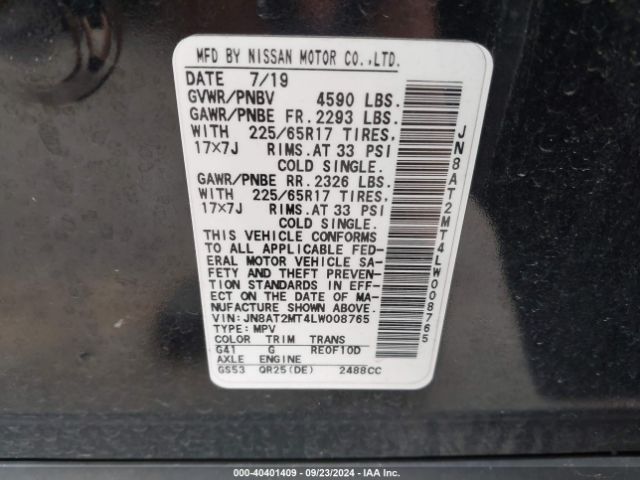 MFD BY NISSAN MOTOR CO.,LTD.
DATE 7/19
GVWR/PNBV 4590 LBS.
GAWR/PNBE FR. 2293 LBS.
WITH 225/65R17 TIRES,
17x7J RIMS.AT 33 PSI
COLD SINGLE.
GAWR/PNBE RR. 2326 LBS.
WITH 225/65R17 TIRES,
17x7J RIMS.AT 33 PSI
COLD SINGLE.
THIS VEHICLE CONFORMS
TO ALL APPLICABLE FED-
ERAL MOTOR VEHICLE SA-
FETY AND THEFT PREVEN-
TION STANDARDS IN EFF-
ECT ON THE DATE OF MA-
NUFACTURE SHOWN ABOVE.
VIN: JN8AT2MT4LW008765
TYPE: MPV
COLOR TRIM TRANS
G41 G RE0F10D
AXLE ENGINE
GS53 QR25(DE) 2488CC
JN8AT2MT4LW008765
000-40401409 - 09/23/2024 - IAA Inc.